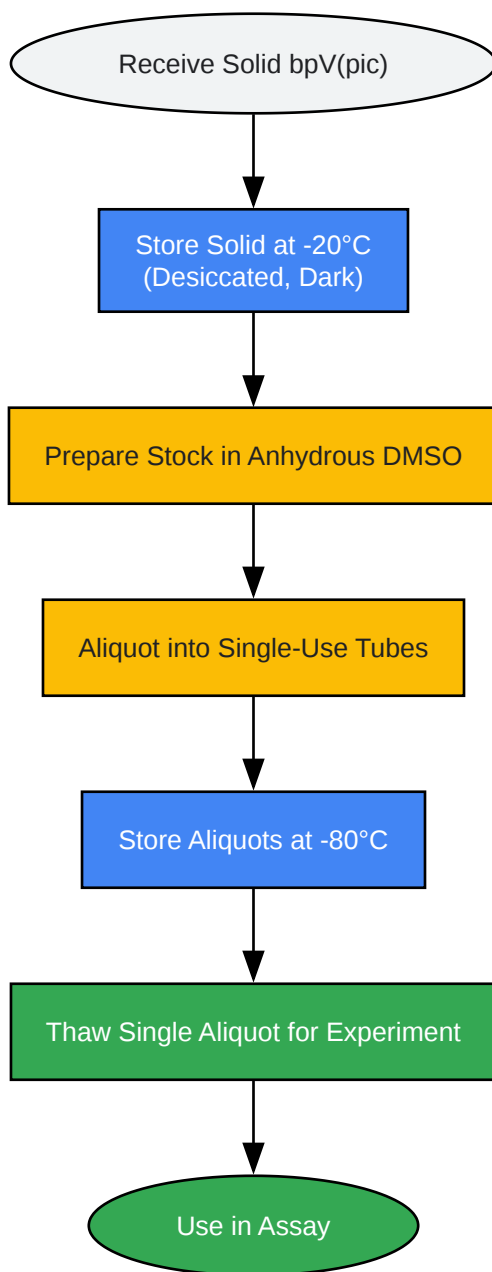 Receive Solid bpV(pic)
Store Solid at -20°C
(Desiccated, Dark)
Prepare Stock in Anhydrous DMSO
Aliquot into Single-Use Tubes
Store Aliquots at -80°C
Thaw Single Aliquot for Experiment
Use in Assay